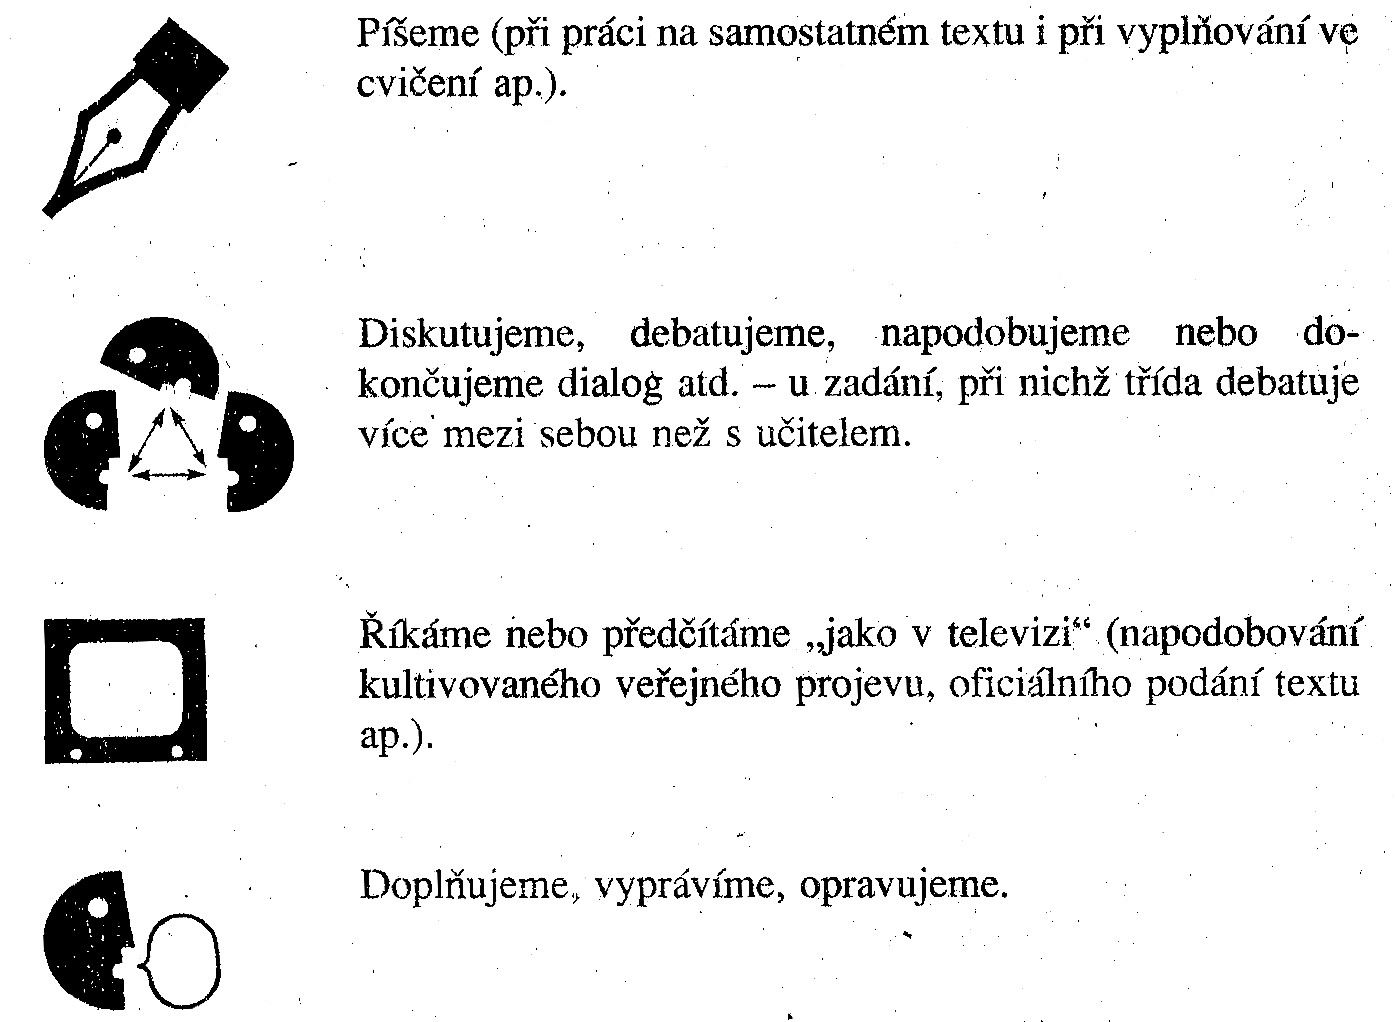 Píšeme (při práci na samostatném textu i při vyplňování ve
cvičení ap.).
Diskutujeme, debatujeme, napodobujeme nebo do-
končujeme dialog atd. – u zadání, při nichž třída debatuje
více mezi sebou než s učitelem.
Říkáme nebo předčítáme „jako v televizi“ (napodobování
kultivovaného veřejného projevu, oficiálního podání textu
ap.).
Doplňujeme, vyprávíme, opravujeme.